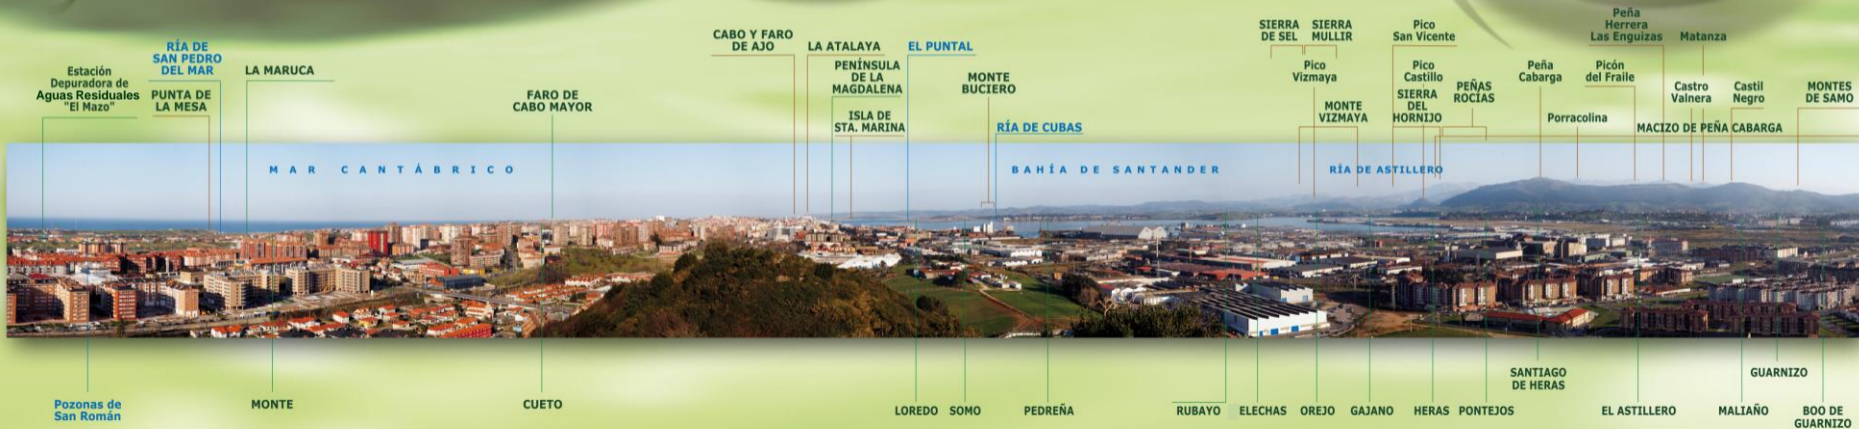 Estación
Depuradora de
Aguas Residuales
"El Mazo"
RÍA DE
SAN PEDRO
DEL MAR
PUNTA DE
LA MESA
LA MARUCA
FARO DE
CABO MAYOR
CABO Y FARO
DE AJO
LA ATALAYA
PENÍNSULA
DE LA
MAGDALENA
ISLA DE
STA. MARINA
EL PUNTAL
MONTE
BUCIERO
RÍA DE CUBAS
SIERRA
DE SEL
SIERRA
MULLIR
Pico
Vizmaya
MONTE
VIZMAYA
Pico
San Vicente
Pico
Castillo
SIERRA
DEL
HORNIJO
PEÑAS
ROCÍAS
Peña
Cabarga
Porracolina
Picón
del Fraile
Peña
Herrera
Las Enguizas
Matanza
Castro
Valnera
Castil
Negro
MACIZO DE PEÑA CABARGA
MONTES
DE SAMO
MAR CANTÁBRICO
BAHÍA DE SANTANDER
RÍA DE ASTILLERO
Pozonas de
San Román
MONTE
CUETO
LOREDO
SOMO
PEDREÑA
RUBAYO
ELECHAS
OREJO
GAJANO
HERAS
PONTEJOS
SANTIAGO
DE HERAS
EL ASTILLERO
MALIAÑO
GUARNIZO
BOO DE
GUARNIZO